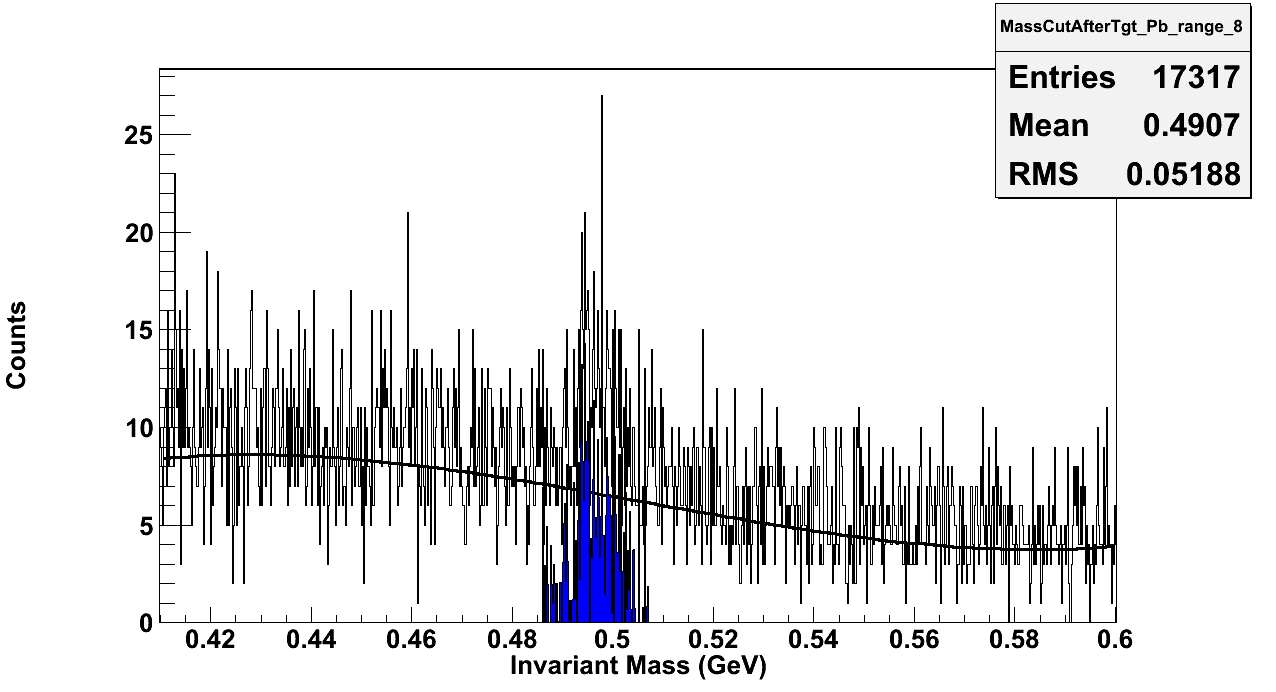 MassCutAfterTgt_Pb_range_8
Entries 17317
Mean 0.4907
RMS 0.05188
25
20
15
10
5
0
Counts
0.42 0.44 0.46 0.48 0.5 0.52 0.54 0.56 0.58 0.6
Invariant Mass (GeV)